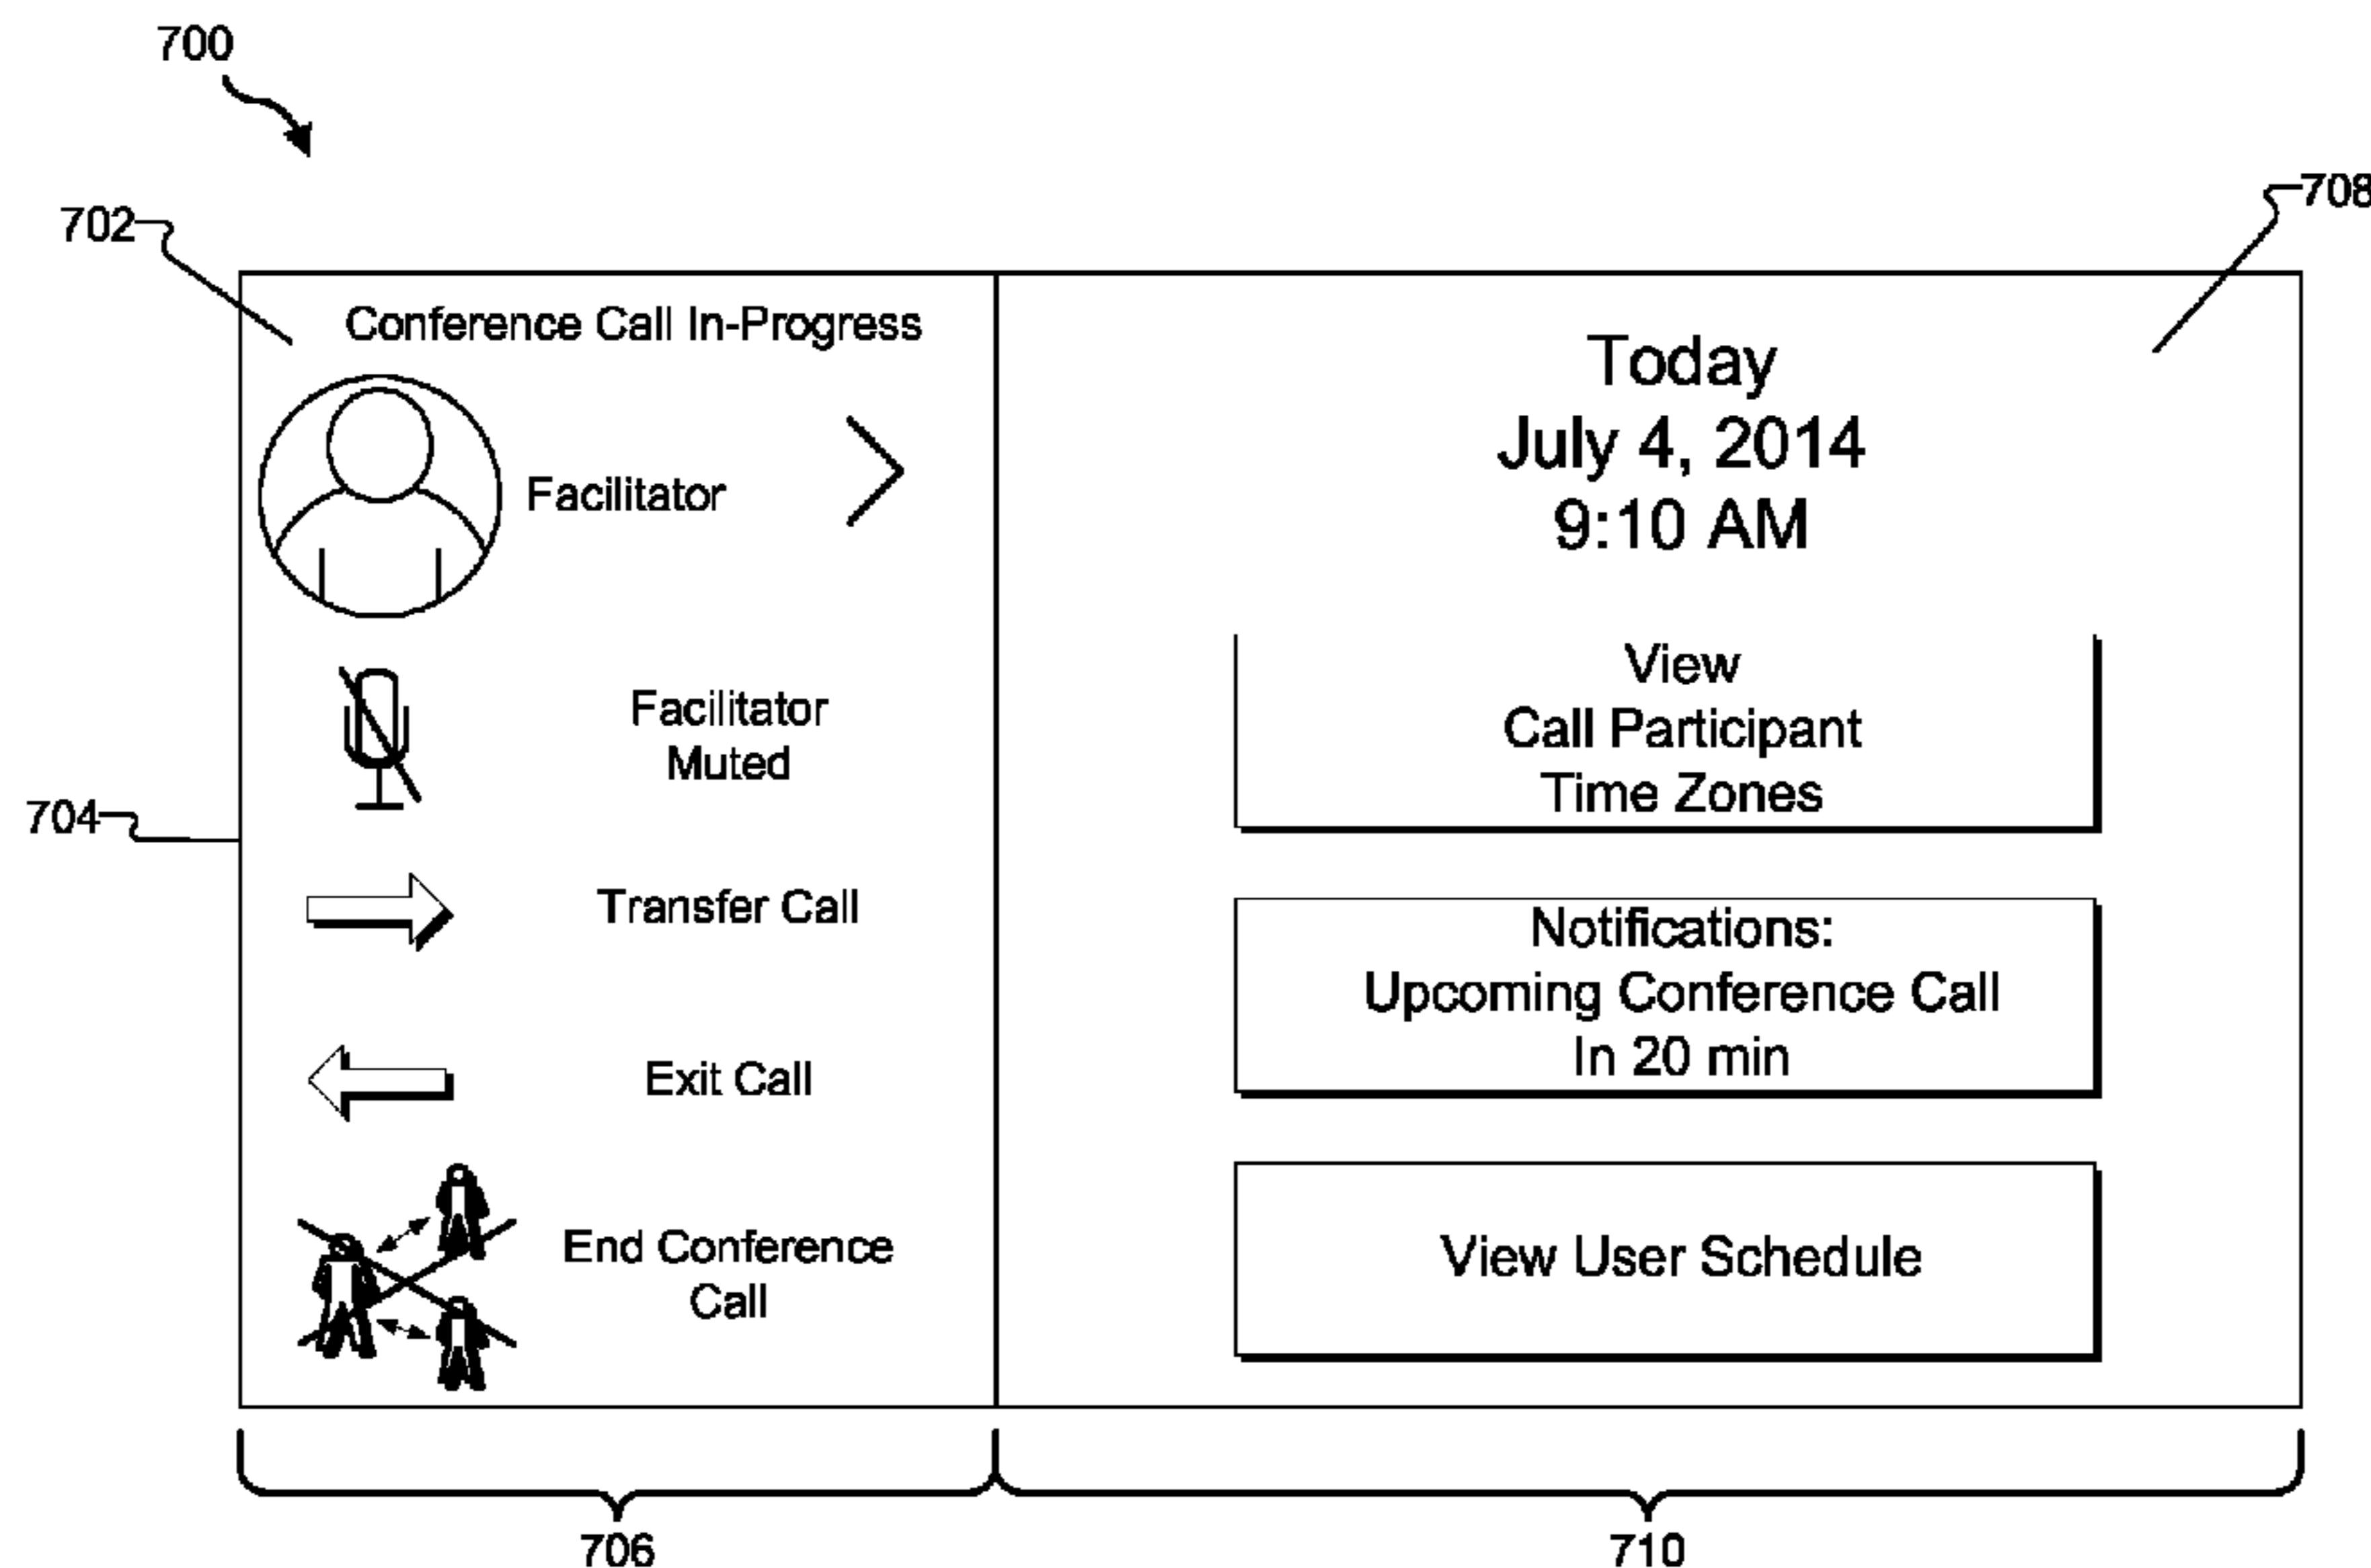 700
702
708
Conference Call In-Progress
Facilitator
Facilitator
Muted
704
Transfer Call
Exit Call
End Conference
Call
Today
July 4, 2014
9:10 AM
View
Call Participant
Time Zones
Notifications:
Upcoming Conference Call
In 20 min
View User Schedule
706
710